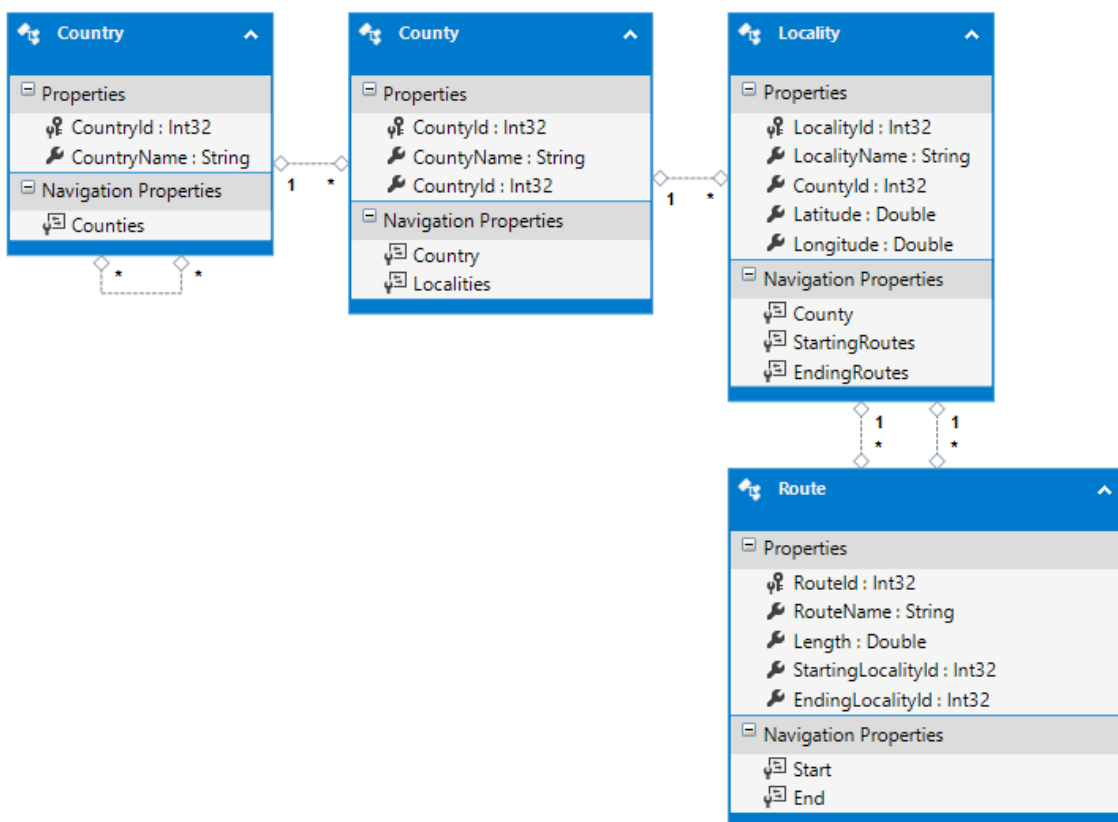 Country
Properties
CountryId : Int32
CountryName : String
Navigation Properties
Counties
1
*
*
*
County
Properties
CountyId : Int32
CountyName : String
CountryId : Int32
Navigation Properties
Country
Localities
1
*
Locality
Properties
LocalityId : Int32
LocalityName : String
CountyId : Int32
Latitude : Double
Longitude : Double
Navigation Properties
County
StartingRoutes
EndingRoutes
1
1
*
*
Route
Properties
RouteId : Int32
RouteName : String
Length : Double
StartingLocalityId : Int32
EndingLocalityId : Int32
Navigation Properties
Start
End